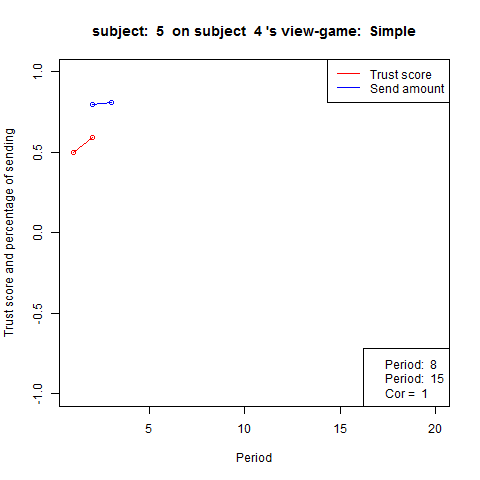 subject:  5  on subject  4 's view-game:  Simple
Trust score
Send amount
Trust score and percentage of sending
1.0
0.5
0.0
-0.5
-1.0
Period:  8
Period:  15
Cor =  1
5
10
15
20
Period